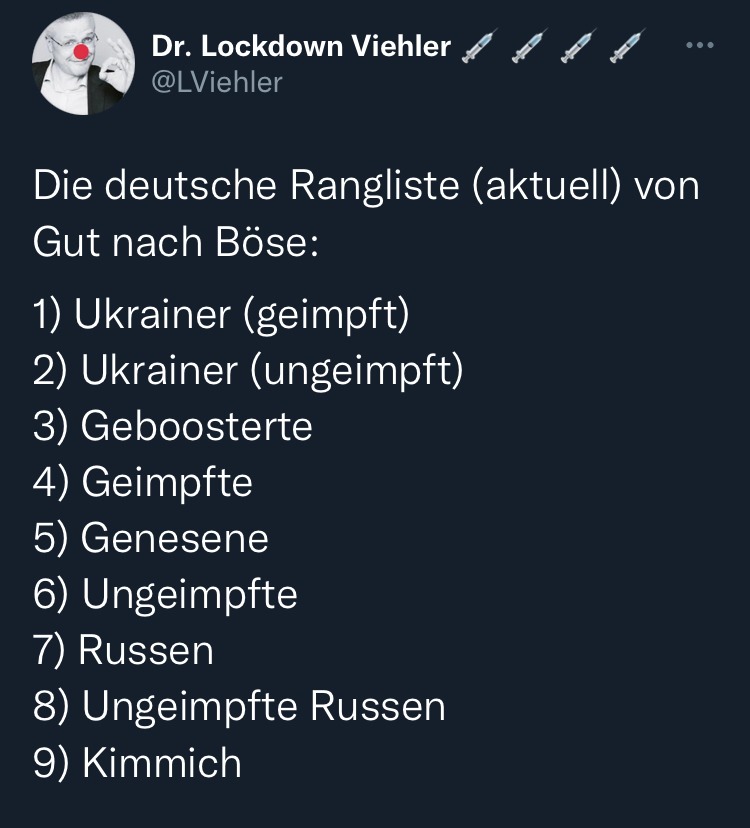 Dr. Lockdown Viehler 💉 💉 💉 💉
@LViehler
Die deutsche Rangliste (aktuell) von
Gut nach Böse:
1) Ukrainer (geimpft)
2) Ukrainer (ungeimpft)
3) Geboosterte
4) Geimpfte
5) Genesene
6) Ungeimpfte
7) Russen
8) Ungeimpfte Russen
9) Kimmich